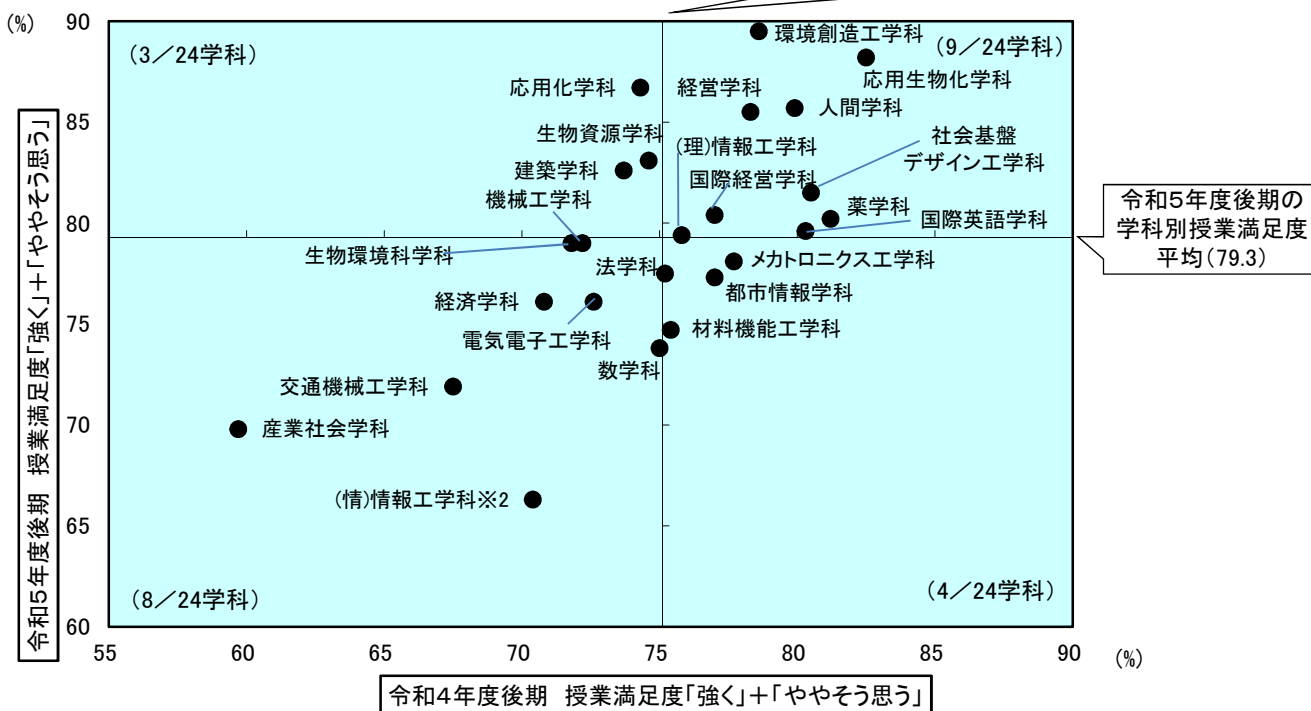 (%)
90
85
80
75
70
65
60
55
60
65
70
75
80
85
90
(%)
令和5年度後期 授業満足度「強く」+「ややそう思う」
令和4年度後期 授業満足度「強く」+「ややそう思う」
(3/24学科)
(9/24学科)
(8/24学科)
(4/24学科)
環境創造工学科
応用生物化学科
応用化学科
経営学科
人間学科
生物資源学科
(理)情報工学科
社会基盤
デザイン工学科
建築学科
国際経営学科
機械工学科
薬学科
国際英語学科
生物環境科学科
法学科
メカトロニクス工学科
都市情報学科
経済学科
電気電子工学科
材料機能工学科
数学科
交通機械工学科
産業社会学科
(情)情報工学科※2
令和5年度後期の
学科別授業満足度
平均(79.3)